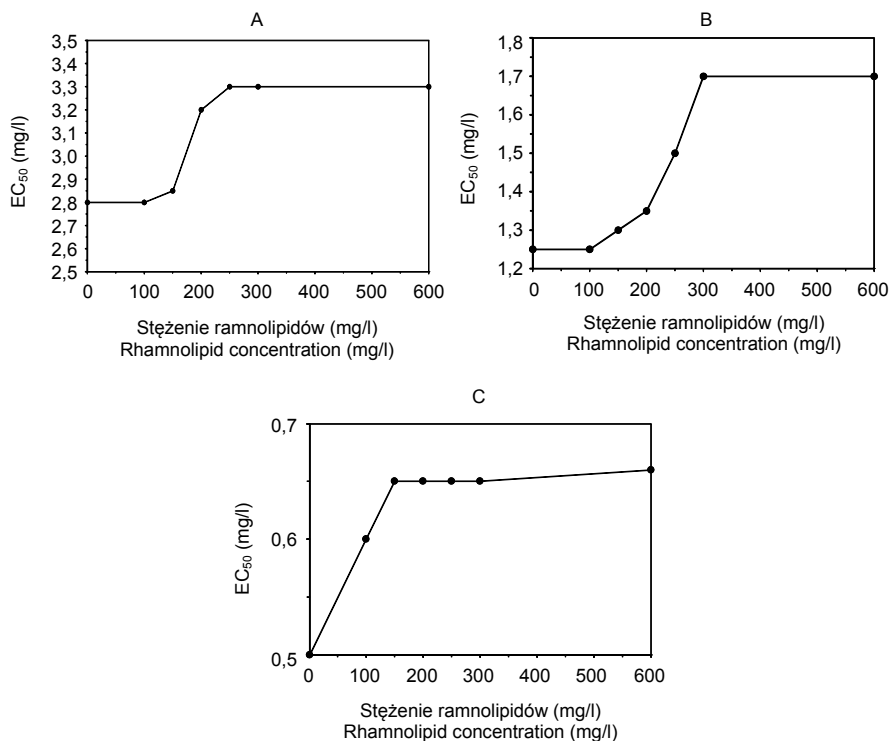 A
3,5
3,4
3,3
3,2
3,1
3,0
2,9
2,8
2,7
2,6
2,5
EC50 (mg/l)
0 100 200 300 400 500 600
Stężenie ramnolipidów (mg/l)
Rhamnolipid concentration (mg/l)
B
1,8
1,7
1,6
1,5
1,4
1,3
1,2
EC50 (mg/l)
0 100 200 300 400 500 600
Stężenie ramnolipidów (mg/l)
Rhamnolipid concentration (mg/l)
C
0,7
0,6
0,5
EC50 (mg/l)
0 100 200 300 400 500 600
Stężenie ramnolipidów (mg/l)
Rhamnolipid concentration (mg/l)